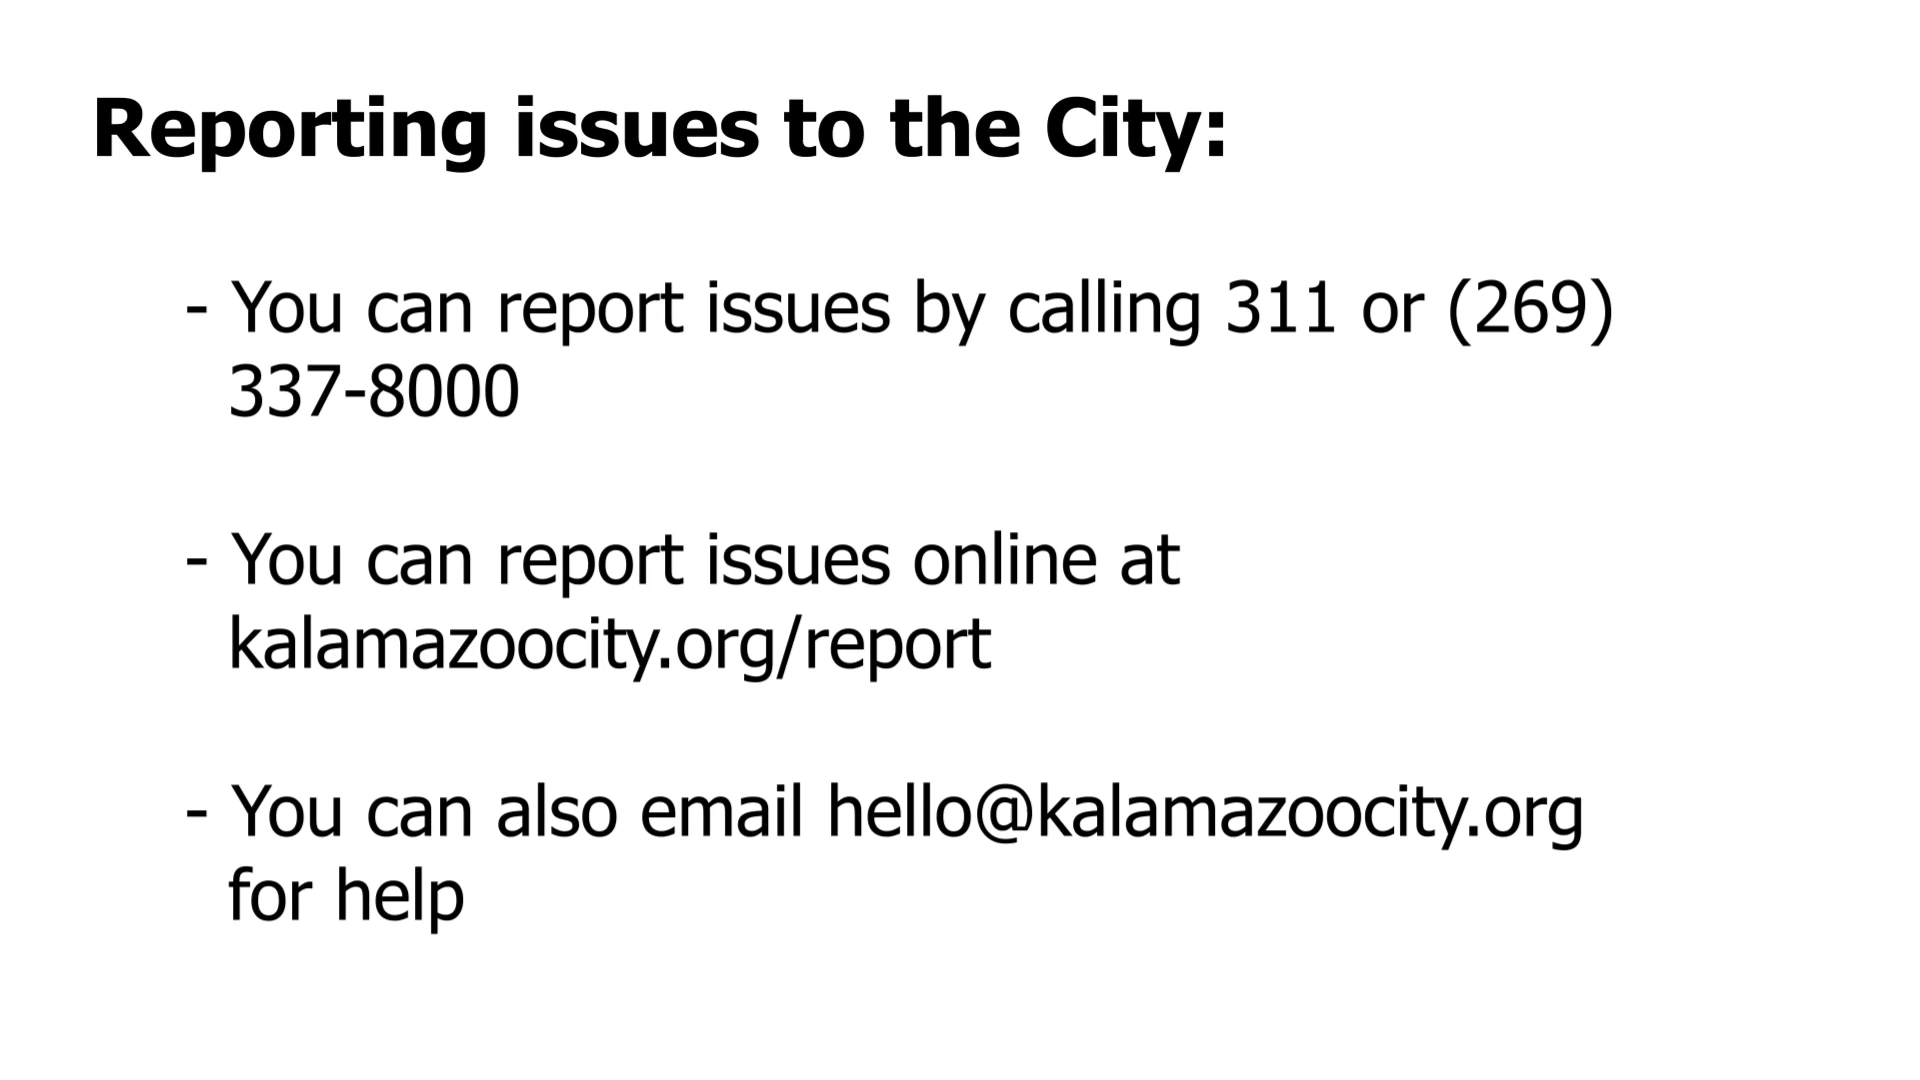 Reporting issues to the City:
- You can report issues by calling 311 or (269)
337-8000
- You can report issues online at
kalamazoocity.org/report
- You can also email hello@kalamazoocity.org
for help